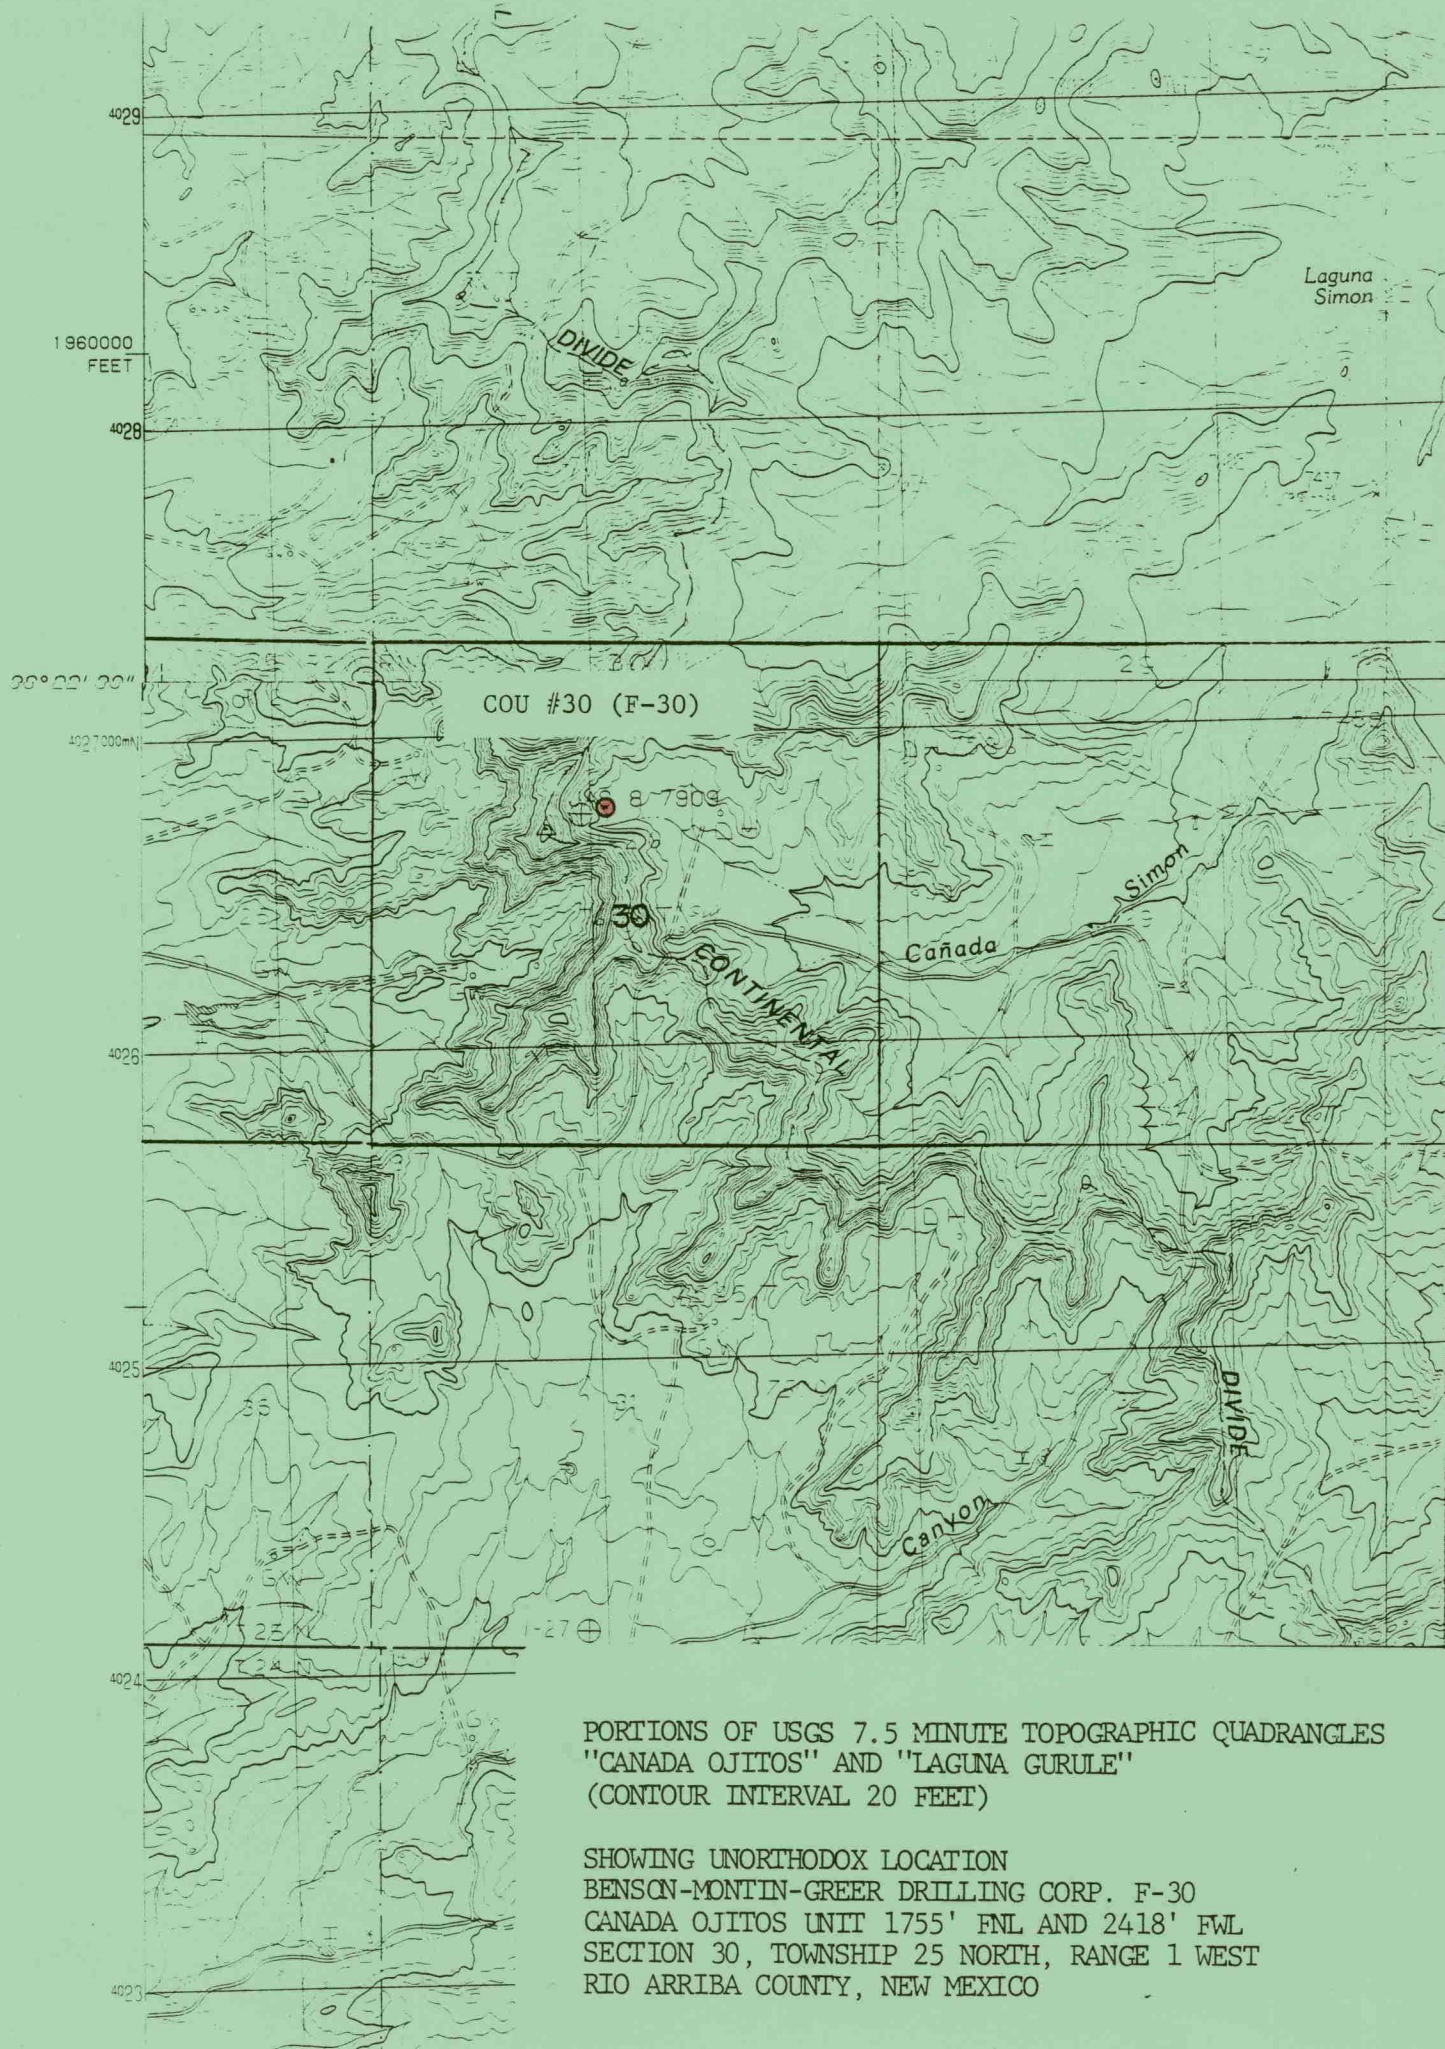 4029
Laguna
Simon
1960000
FEET
DIVIDE
4028
COU #30 (F-30)
4027000mN
7909
Simon
30
Cañada
CONTINENTAL
4026
4025
DIVIDE
36
31
Canyon
4024
PORTIONS OF USGS 7.5 MINUTE TOPOGRAPHIC QUADRANGLES
"CANADA OJITOS" AND "LAGUNA GURULE"
(CONTOUR INTERVAL 20 FEET)
SHOWING UNORTHODOX LOCATION
BENSON-MONTIN-GREER DRILLING CORP. F-30
CANADA OJITOS UNIT 1755' FNL AND 2418' FWL
SECTION 30, TOWNSHIP 25 NORTH, RANGE 1 WEST
RIO ARRIBA COUNTY, NEW MEXICO
4023